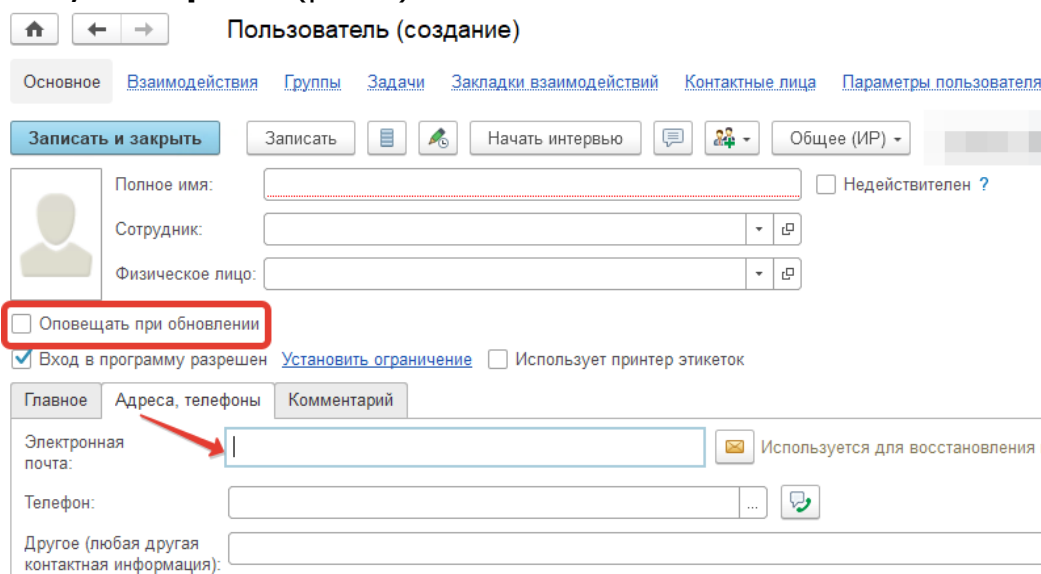 Пользователь (создание)
Основное Взаимодействия Группы Задачи Закладки взаимодействий Контактные лица Параметры пользователя
Записать и закрыть Записать Начать интервью Общее (ИР)
Полное имя: Недействителен ?
Сотрудник:
Физическое лицо:
Оповещать при обновлении
Вход в программу разрешен Установить ограничение Использует принтер этикеток
Главное Адреса, телефоны Комментарий
Электронная
почта:
Используется для восстановления
Телефон: ...
Другое (любая другая
контактная информация):